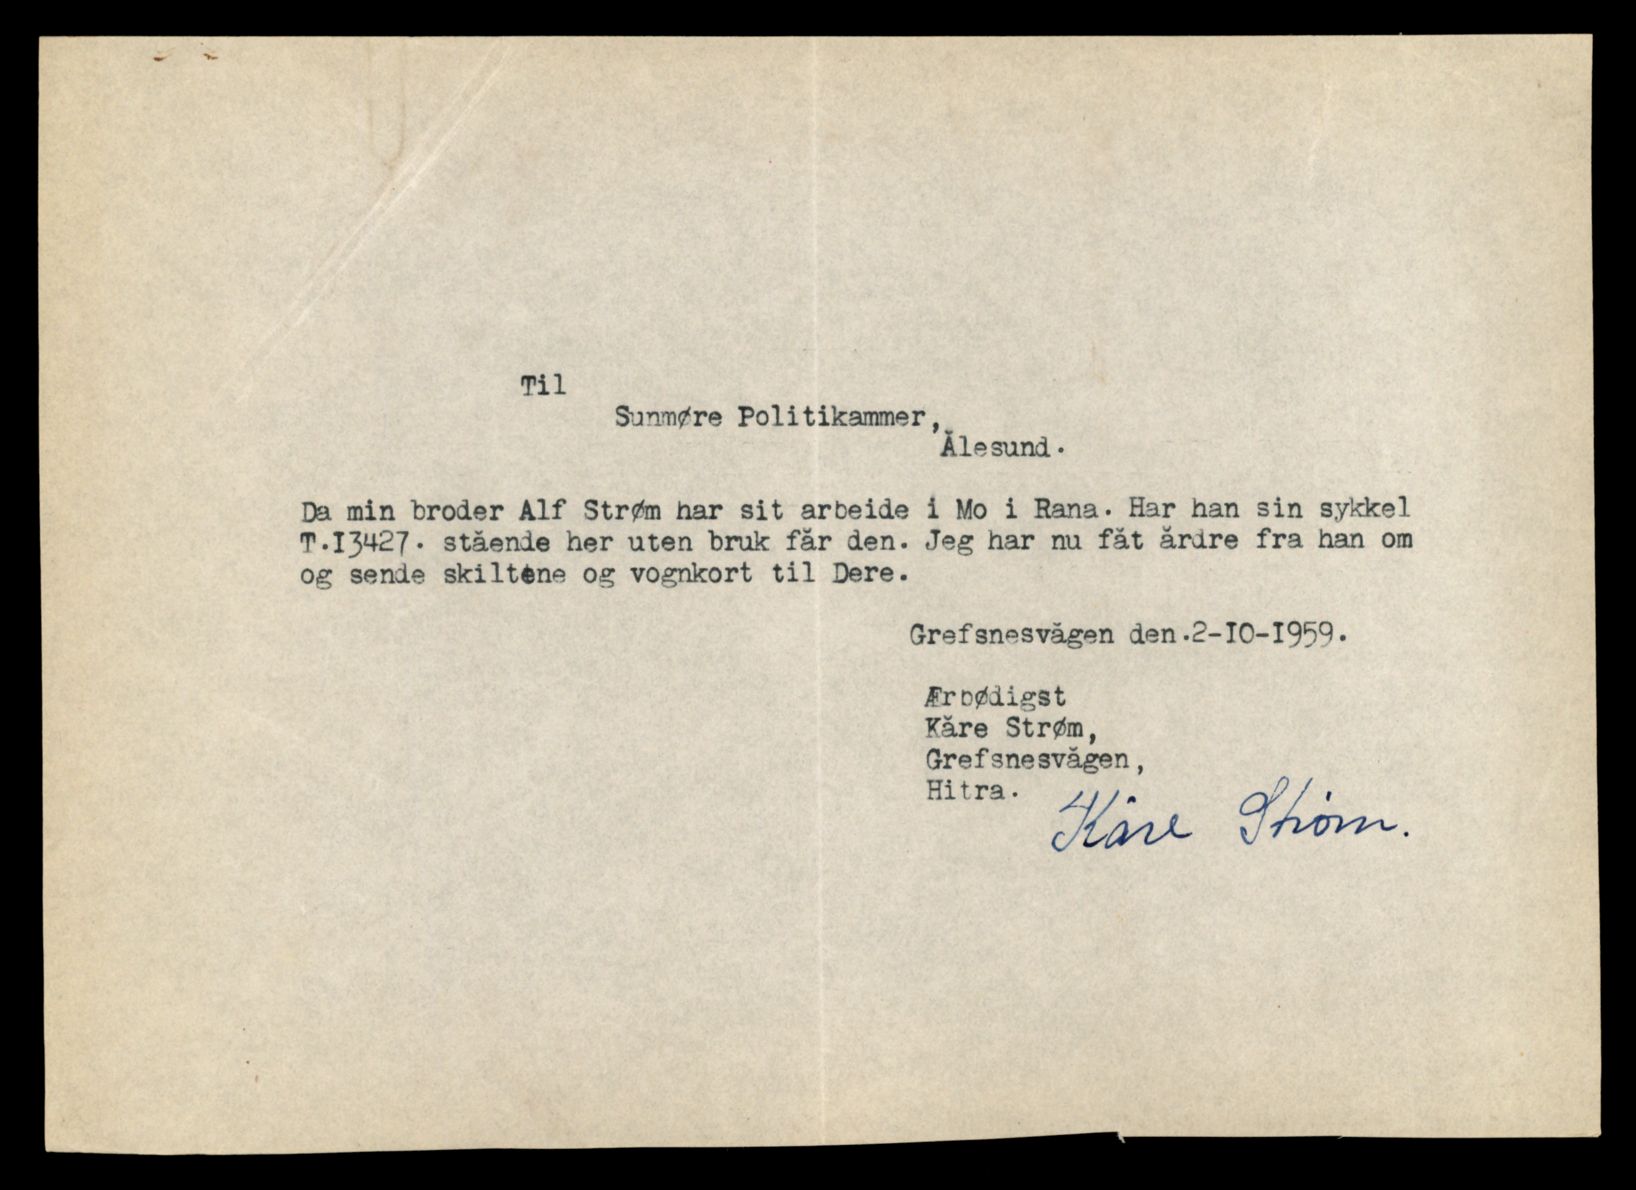 Til
Sunmøre Politikammer,
Ålesund.
Da min broder Alf Strøm har sit arbeide i Mo i Rana. Har han sin sykkel
T.I3427. stående her uten bruk får den. Jeg har nu fåt årdre fra han om
og sende skiltene og vognkort til Dere.
Grefsnesvågen den.2-IO-I959.
Ærbødigst
Kåre Strøm,
Grefsnesvågen,
Hitra.
Kåre Strøm.